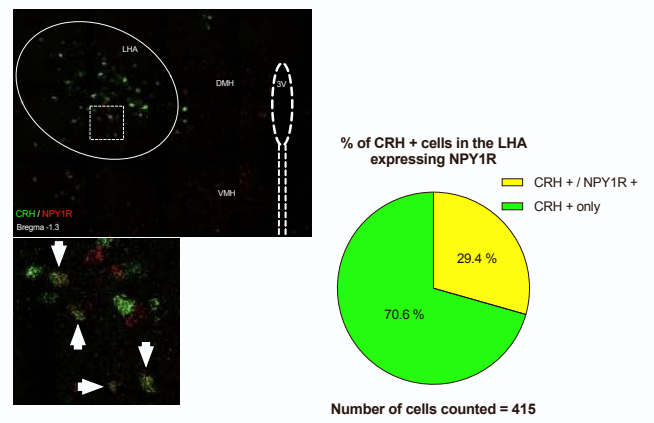 LHA
DMH
3V
VMH
CRH / NPY1R
Bregma -1.3
% of CRH + cells in the LHA
expressing NPY1R
CRH + / NPY1R +
CRH + only
29.4 %
70.6 %
Number of cells counted = 415